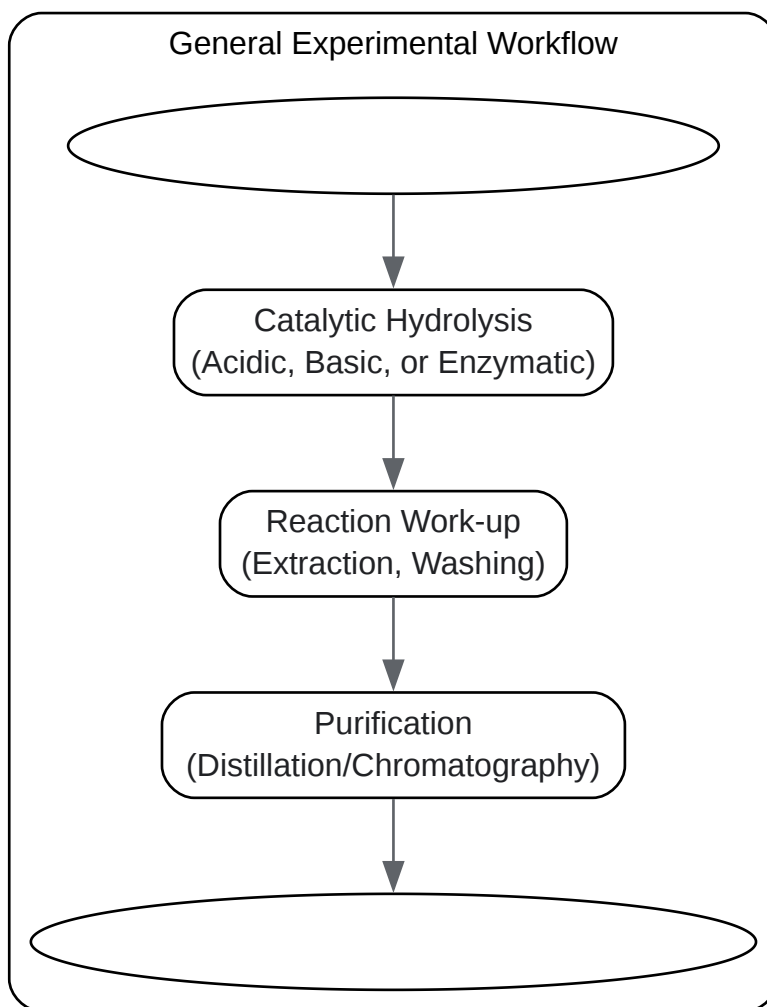 General Experimental Workflow
Catalytic Hydrolysis
(Acidic, Basic, or Enzymatic)
Reaction Work-up
(Extraction, Washing)
Purification
(Distillation/Chromatography)